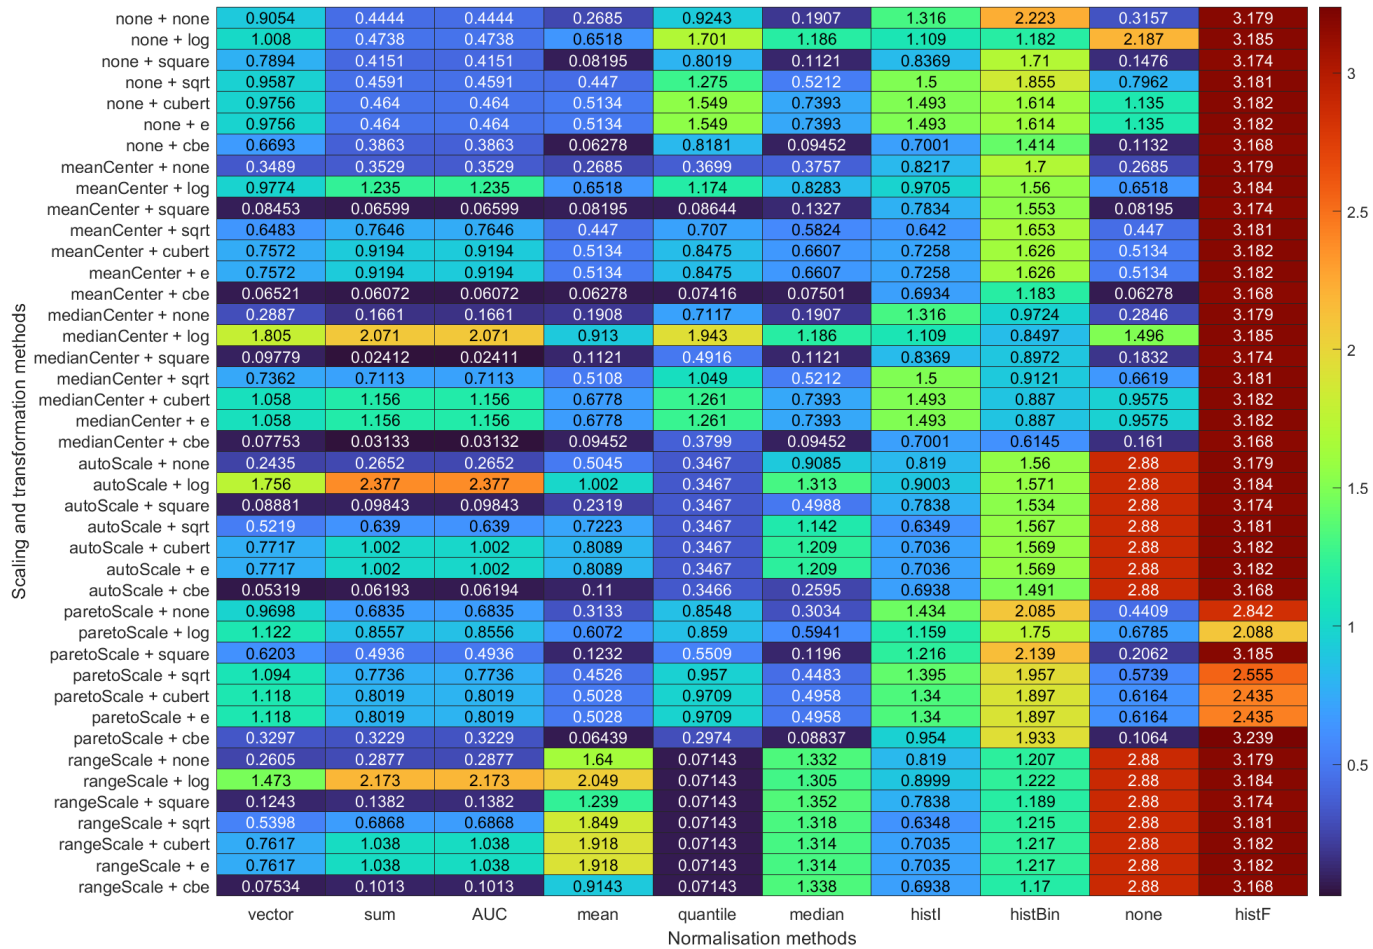 none + none 0.9054 0.4444 0.4444 0.2685 0.9243 0.1907 1.316 2.223 0.3157 3.179
none + log 1.008 0.4738 0.4738 0.6518 1.701 1.186 1.109 1.182 2.187 3.185
none + square 0.7894 0.4151 0.4151 0.08195 0.8019 0.1121 0.8369 1.71 0.1476 3.174
none + sqrt 0.9587 0.4591 0.4591 0.447 1.275 0.5212 1.5 1.855 0.7962 3.181
none + cubert 0.9756 0.464 0.464 0.5134 1.549 0.7393 1.493 1.614 1.135 3.182
none + e 0.9756 0.464 0.464 0.5134 1.549 0.7393 1.493 1.614 1.135 3.182
none + cbe 0.6693 0.3863 0.3863 0.06278 0.8181 0.09452 0.7001 1.414 0.1132 3.168
meanCenter + none 0.3489 0.3529 0.3529 0.2685 0.3699 0.3757 0.8217 1.7 0.2685 3.179
meanCenter + log 0.9774 1.235 1.235 0.6518 1.174 0.8283 0.9705 1.56 0.6518 3.184
meanCenter + square 0.08453 0.06599 0.06599 0.08195 0.08644 0.1327 0.7834 1.553 0.08195 3.174
meanCenter + sqrt 0.6483 0.7646 0.7646 0.447 0.707 0.5824 0.642 1.653 0.447 3.181
meanCenter + cubert 0.7572 0.9194 0.9194 0.5134 0.8475 0.6607 0.7258 1.626 0.5134 3.182
meanCenter + e 0.7572 0.9194 0.9194 0.5134 0.8475 0.6607 0.7258 1.626 0.5134 3.182
meanCenter + cbe 0.06521 0.06072 0.06072 0.06278 0.07416 0.07501 0.6934 1.183 0.06278 3.168
medianCenter + none 0.2887 0.1661 0.1661 0.1908 0.7117 0.1907 1.316 0.9724 0.2846 3.179
medianCenter + log 1.805 2.071 2.071 0.913 1.943 1.186 1.109 0.8497 1.496 3.185
medianCenter + square 0.09779 0.02412 0.02411 0.1121 0.4916 0.1121 0.8369 0.8972 0.1832 3.174
medianCenter + sqrt 0.7362 0.7113 0.7113 0.5108 1.049 0.5212 1.5 0.9121 0.6619 3.181
medianCenter + cubert 1.058 1.156 1.156 0.6778 1.261 0.7393 1.493 0.887 0.9575 3.182
medianCenter + e 1.058 1.156 1.156 0.6778 1.261 0.7393 1.493 0.887 0.9575 3.182
medianCenter + cbe 0.07753 0.03133 0.03132 0.09452 0.3799 0.09452 0.7001 0.6145 0.161 3.168
autoScale + none 0.2435 0.2652 0.2652 0.5045 0.3467 0.9085 0.819 1.56 2.88 3.179
autoScale + log 1.756 2.377 2.377 1.002 0.3467 1.313 0.9003 1.571 2.88 3.184
autoScale + square 0.08881 0.09843 0.09843 0.2319 0.3467 0.4988 0.7838 1.534 2.88 3.174
autoScale + sqrt 0.5219 0.639 0.639 0.7223 0.3467 1.142 0.6349 1.567 2.88 3.181
autoScale + cubert 0.7717 1.002 1.002 0.8089 0.3467 1.209 0.7036 1.569 2.88 3.182
autoScale + e 0.7717 1.002 1.002 0.8089 0.3467 1.209 0.7036 1.569 2.88 3.182
autoScale + cbe 0.05319 0.06193 0.06194 0.11 0.3466 0.2595 0.6938 1.491 2.88 3.168
paretoScale + none 0.9698 0.6835 0.6835 0.3133 0.8548 0.3034 1.434 2.085 0.4409 2.842
paretoScale + log 1.122 0.8557 0.8556 0.6072 0.859 0.5941 1.159 1.75 0.6785 2.088
paretoScale + square 0.6203 0.4936 0.4936 0.1232 0.5509 0.1196 1.216 2.139 0.2062 3.185
paretoScale + sqrt 1.094 0.7736 0.7736 0.4526 0.957 0.4483 1.395 1.957 0.5739 2.555
paretoScale + cubert 1.118 0.8019 0.8019 0.5028 0.9709 0.4958 1.34 1.897 0.6164 2.435
paretoScale + e 1.118 0.8019 0.8019 0.5028 0.9709 0.4958 1.34 1.897 0.6164 2.435
paretoScale + cbe 0.3297 0.3229 0.3229 0.06439 0.2974 0.08837 0.954 1.933 0.1064 3.239
rangeScale + none 0.2605 0.2877 0.2877 1.64 0.07143 1.332 0.819 1.207 2.88 3.179
rangeScale + log 1.473 2.173 2.173 2.049 0.07143 1.305 0.8999 1.222 2.88 3.184
rangeScale + square 0.1243 0.1382 0.1382 1.239 0.07143 1.352 0.7838 1.189 2.88 3.174
rangeScale + sqrt 0.5398 0.6868 0.6868 1.849 0.07143 1.318 0.6348 1.215 2.88 3.181
rangeScale + cubert 0.7617 1.038 1.038 1.918 0.07143 1.314 0.7035 1.217 2.88 3.182
rangeScale + e 0.7617 1.038 1.038 1.918 0.07143 1.314 0.7035 1.217 2.88 3.182
rangeScale + cbe 0.07534 0.1013 0.1013 0.9143 0.07143 1.338 0.6938 1.17 2.88 3.168
vector sum AUC mean quantile median histI histBin none histF
Normalisation methods
Scaling and transformation methods
3
2.5
2
1.5
1
0.5